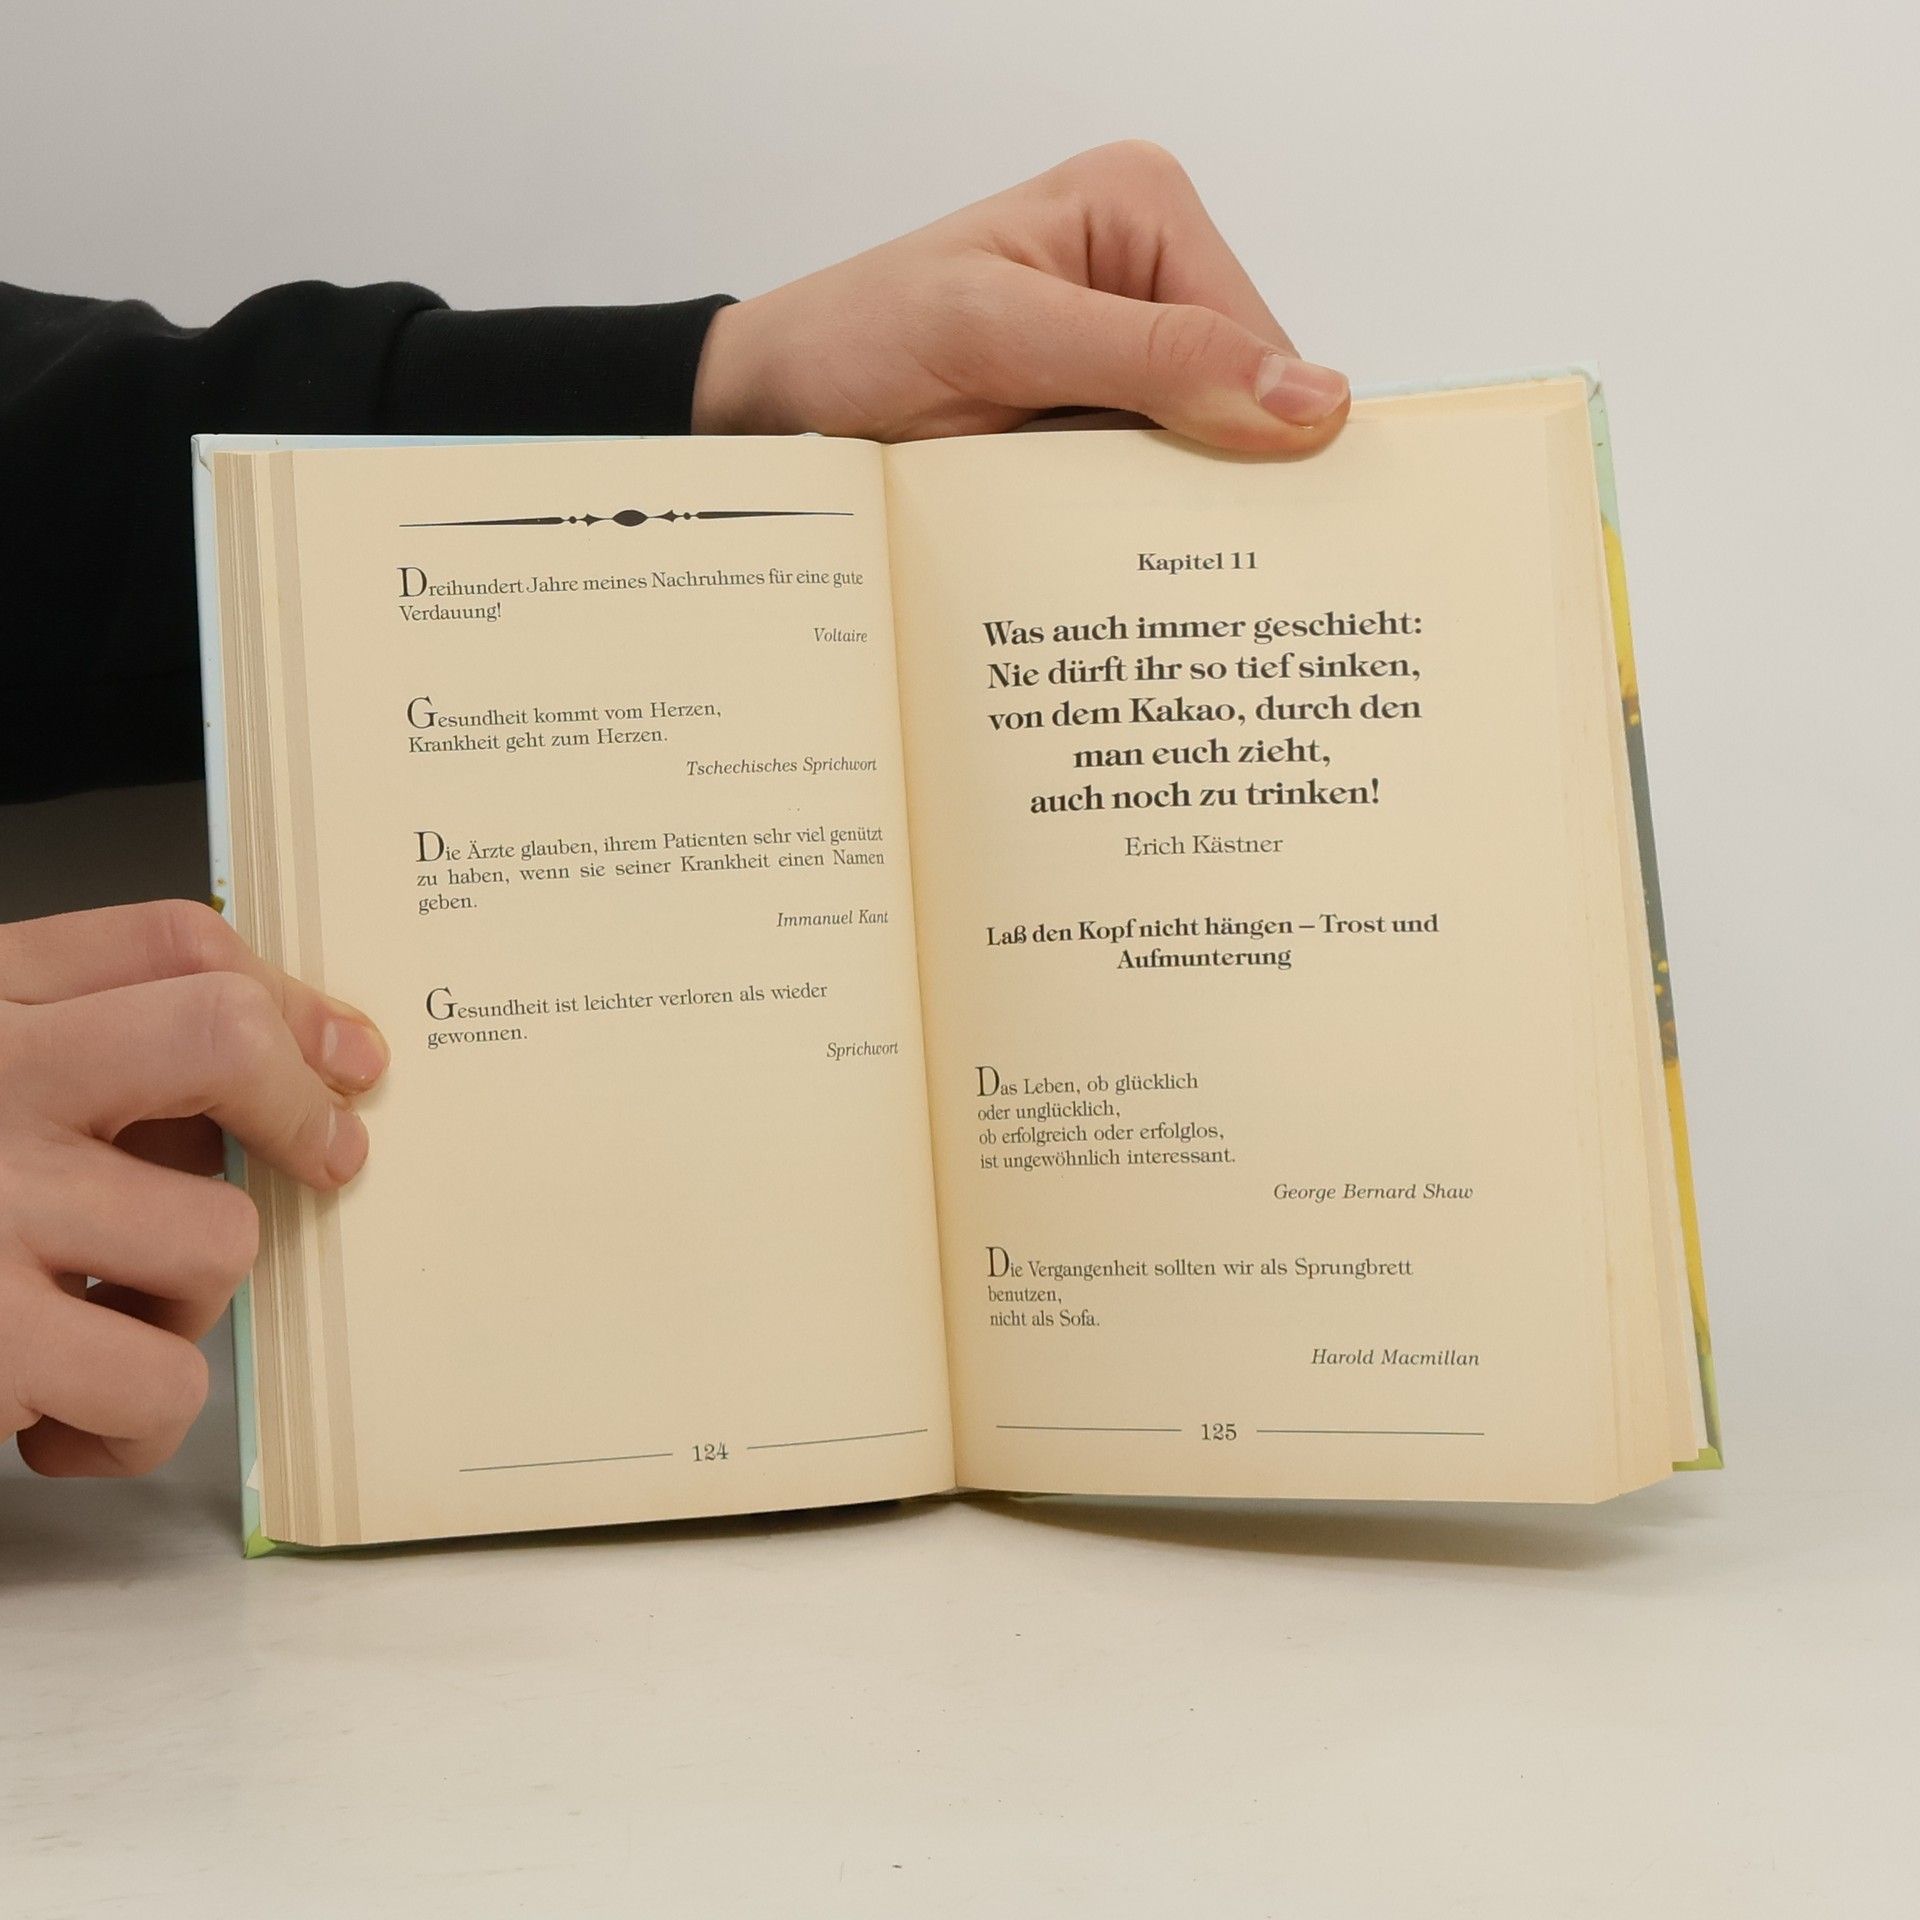 Dreihundert Jahre meines Nachruhmes für eine gute
Verdauung!
Voltaire
Gesundheit kommt vom Herzen,
Krankheit geht zum Herzen.
Tschechisches Sprichwort
Die Ärzte glauben, ihrem Patienten sehr viel genützt
zu haben, wenn sie seiner Krankheit einen Namen
geben.
Immanuel Kant
Gesundheit ist leichter verloren als wieder
gewonnen.
Sprichwort
124
Kapitel 11
Was auch immer geschieht:
Nie dürft ihr so tief sinken,
von dem Kakao, durch den
man euch zieht,
auch noch zu trinken!
Erich Kästner
Laß den Kopf nicht hängen – Trost und
Aufmunterung
Das Leben, ob glücklich
oder unglücklich,
ob erfolgreich oder erfolglos,
ist ungewöhnlich interessant.
George Bernard Shaw
Die Vergangenheit sollten wir als Sprungbrett
benutzen,
nicht als Sofa.
Harold Macmillan
125